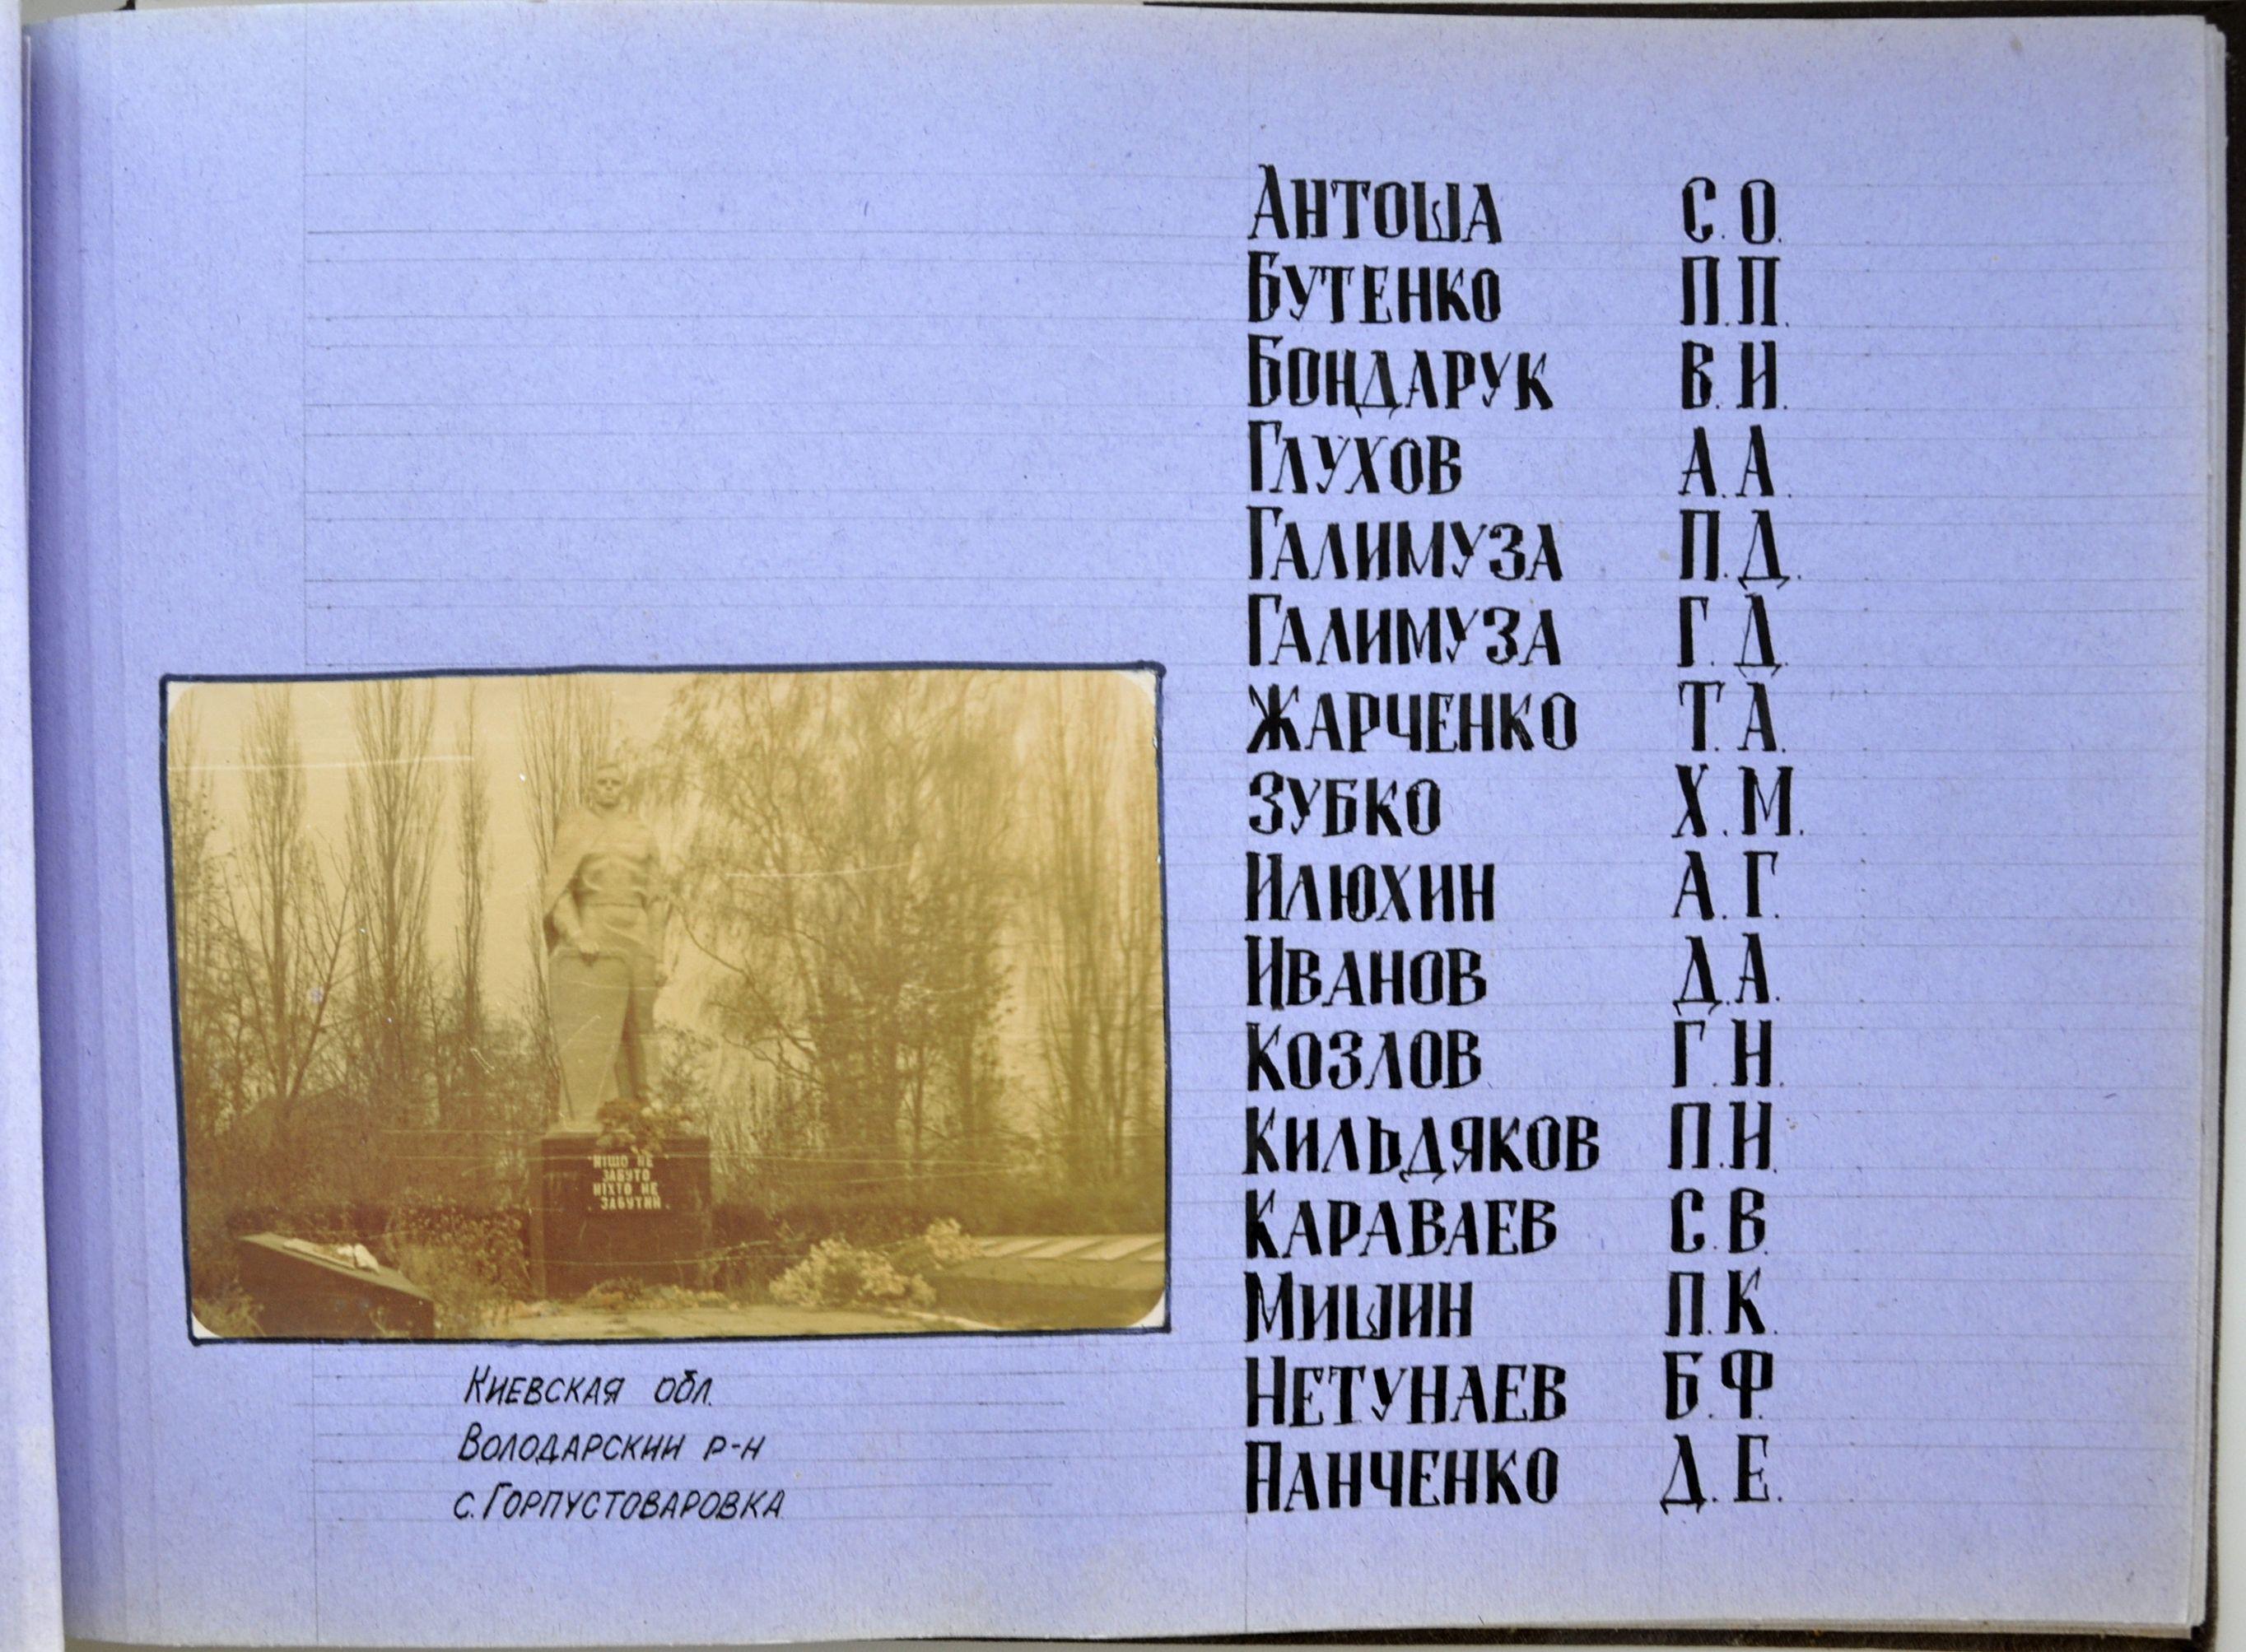 Антоша С.О.
Бутенко П.П.
Бондарук В.И.
Глухов А.А.
Галимуза П.Д.
Галимуза Г.Д.
Жарченко Т.А.
Зубко Х.М.
Илюхин А.Г.
Иванов Д.А.
Козлов Г.Н.
Кильдяков П.Н.
Караваев С.В.
Мишин П.К.
Нетунаев Б.Ф.
Панченко Д.Е.
НІЩО НЕ
ЗАБУТО
НІХТО НЕ
ЗАБУТИЙ.
Киевская обл.
Володарский р-н
с. Горпустоваровка